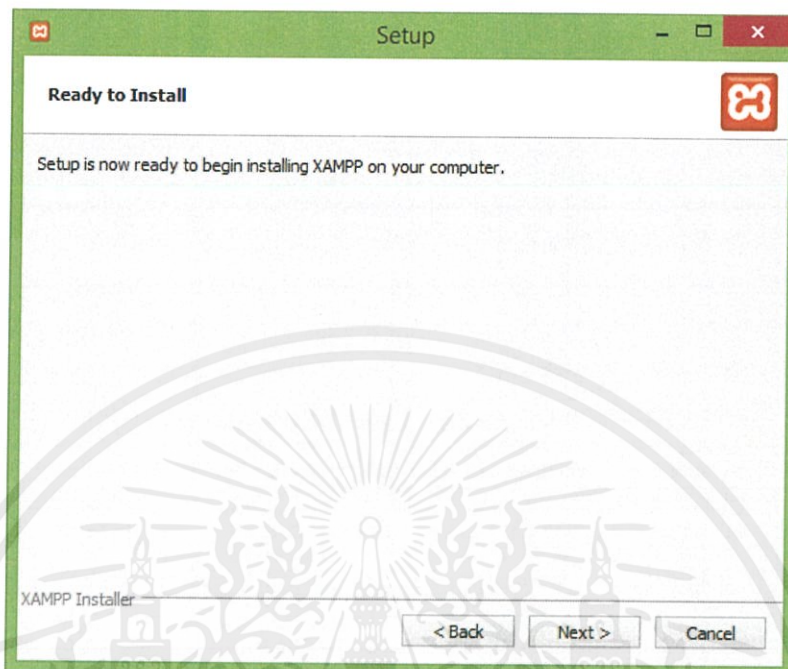 Setup
Ready to Install
Setup is now ready to begin installing XAMPP on your computer.
XAMPP Installer
< Back
Next >
Cancel